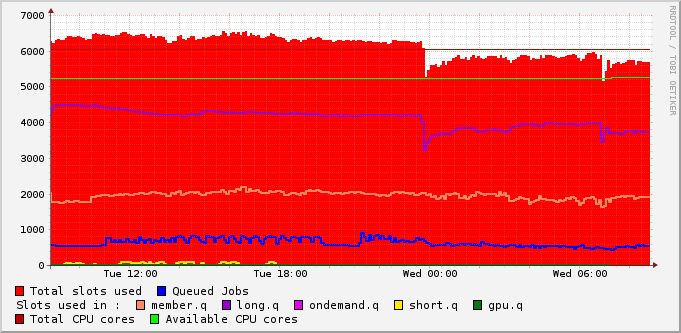 7000
6000
5000
4000
3000
2000
1000
0
Tue 12:00 Tue 18:00 Wed 00:00 Wed 06:00
Total slots used Queued Jobs
Slots used in : member.q long.q ondemand.q short.q gpu.q
Total CPU cores Available CPU cores
RRDTOOL / TOBI OETIKER